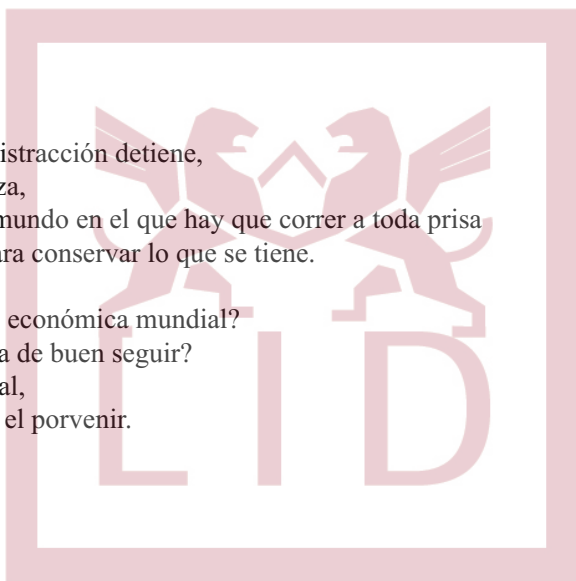 istracción detiene,
za,
mundo en el que hay que correr a toda prisa
ara conservar lo que se tiene.
económica mundial?
a de buen seguir?
al,
el porvenir.
LID